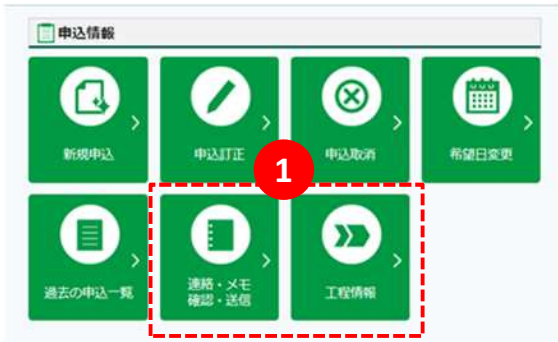 申込情報
新規申込
申込訂正
申込取消
希望日変更
1
過去の申込一覧
連絡・メモ
確認・送信
工程情報